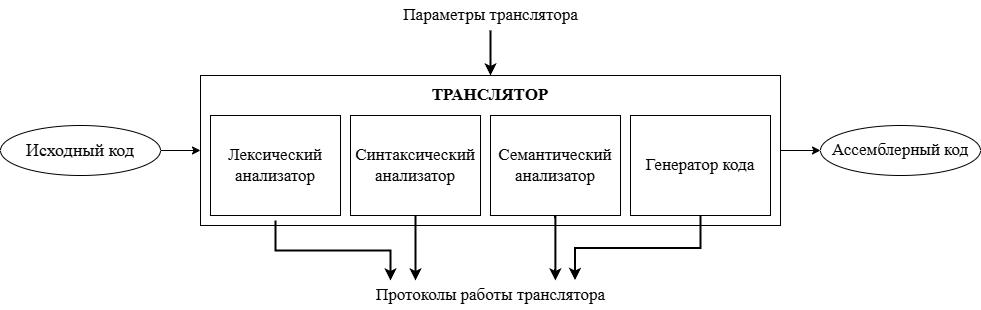 Параметры транслятора
ТРАНСЛЯТОР
Исходный код
Лексический
анализатор
Синтаксический
анализатор
Семантический
анализатор
Генератор кода
Ассемблерный код
Протоколы работы транслятора